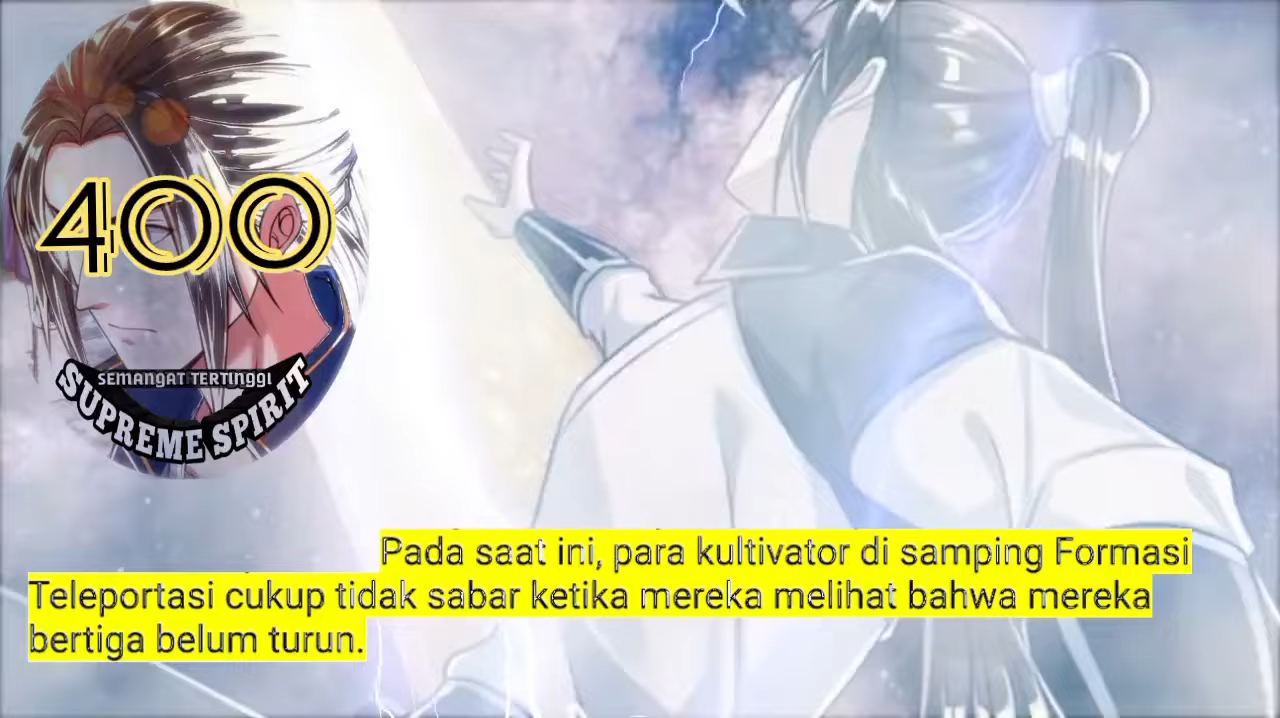 400
SEMANGAT TERTINGGI
SUPREME SPIRIT
Pada saat ini, para kultivator di samping Formasi
Teleportasi cukup tidak sabar ketika mereka melihat bahwa mereka
bertiga belum turun.